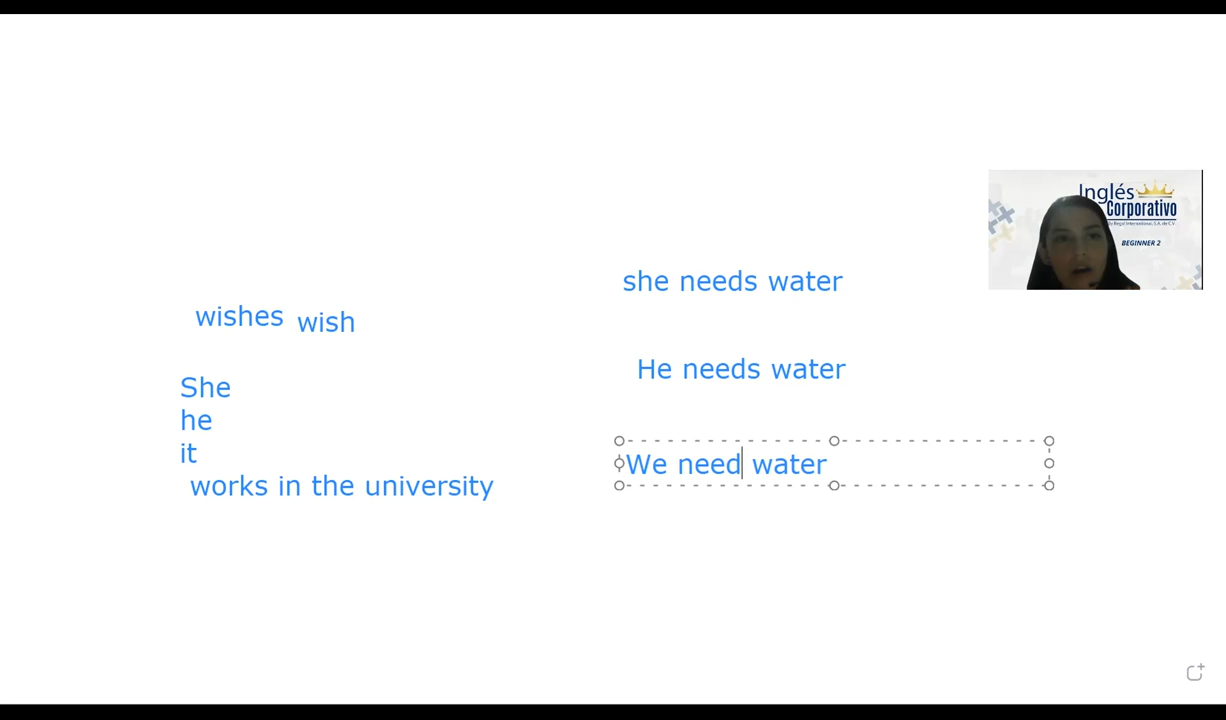 wishes wish
She
he
it
works in the university
she needs water
He needs water
We need water
Inglés
Corporativo
BEGINNER 2